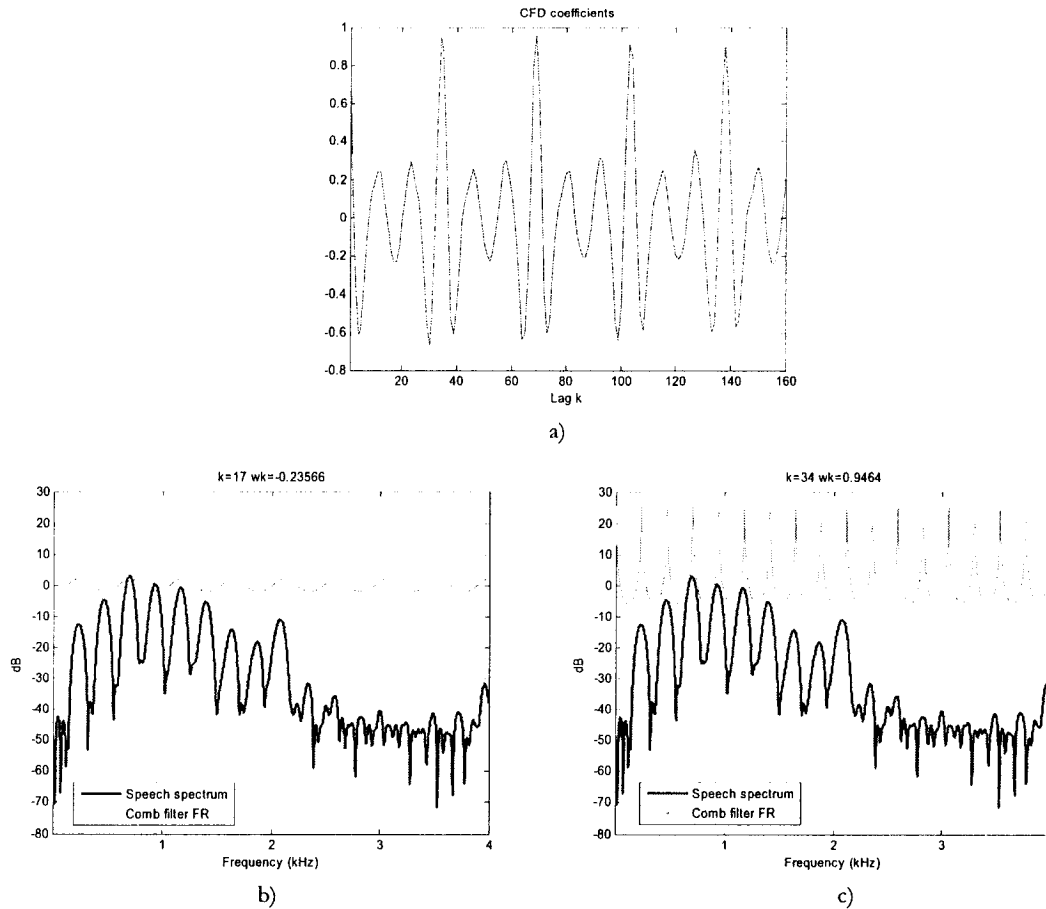 CFD coefficients
1
0.8
0.6
0.4
0.2
0
-0.2
-0.4
-0.6
-0.8
20 40 60 80 100 120 140 160
Lag k
a)
k=17 wk=-0.23566
30
20
10
0
-10
-20
-30
-40
-50
-60
-70
-80
dB
Speech spectrum
Comb filter FR
1 2 3 4
Frequency (kHz)
b)
k=34 wk=0.9464
30
20
10
0
-10
-20
-30
-40
-50
-60
-70
-80
dB
Speech spectrum
Comb filter FR
1 2 3
Frequency (kHz)
c)